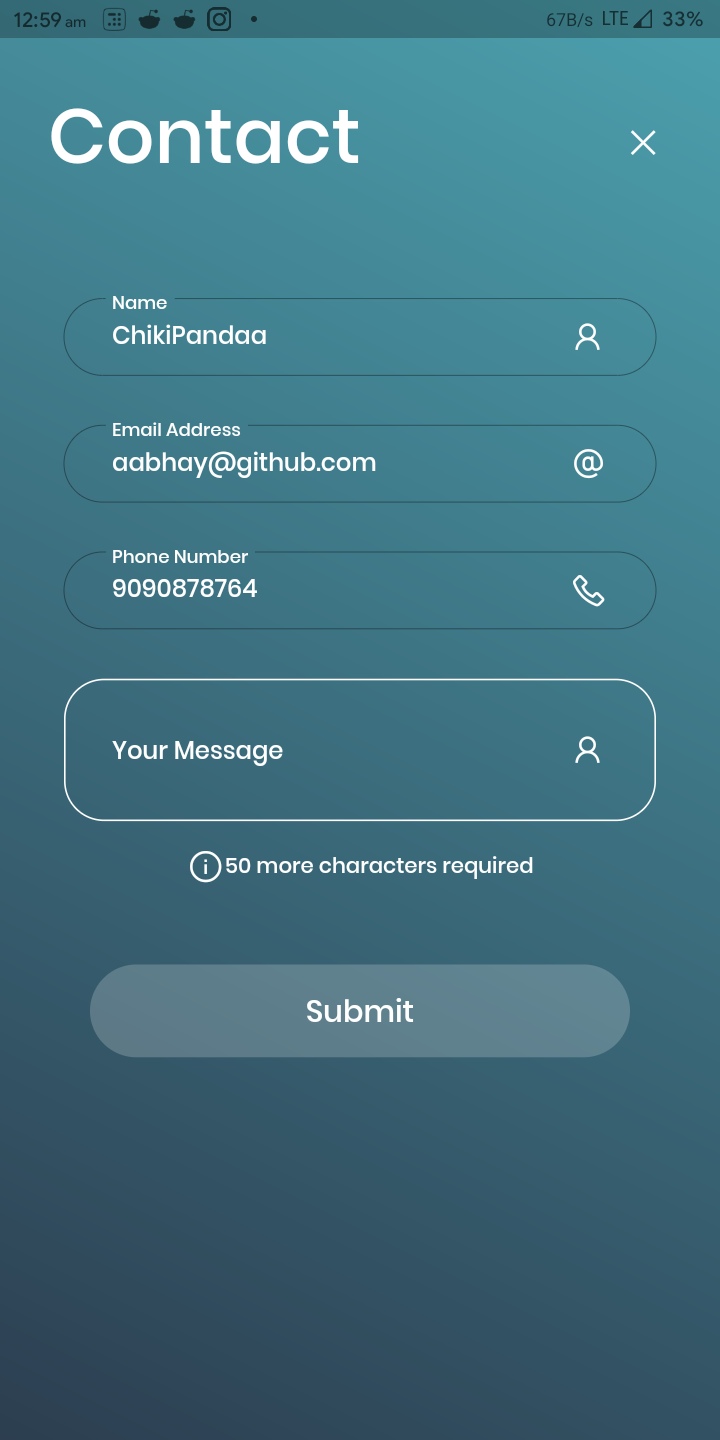 12:59 am 67B/s LTE 33%
Contact
Name
ChikiPandaa
Email Address
aabhay@github.com
@
Phone Number
9090878764
Your Message
50 more characters required
Submit